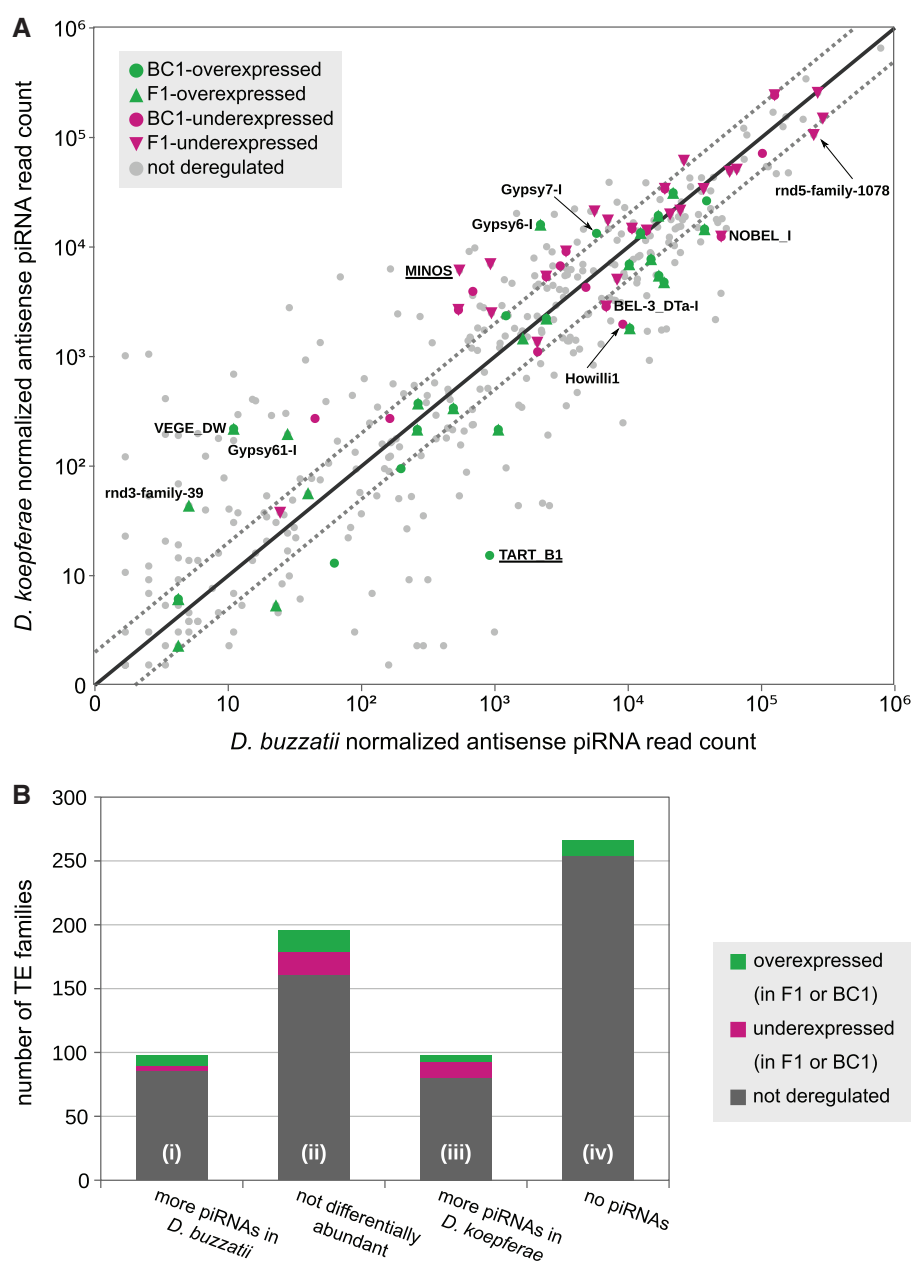 A
D. koepferae normalized antisense piRNA read count
10⁶
10⁵
10⁴
10³
10²
10
0
BC1-overexpressed
F1-overexpressed
BC1-underexpressed
F1-underexpressed
not deregulated
Gypsy7-I
rnd5-family-1078
Gypsy6-I
NOBEL_I
MINOS
BEL-3_DTa-I
Howilli1
VEGE_DW
Gypsy61-I
rnd3-family-39
TART_B1
0
10
10²
10³
10⁴
10⁵
10⁶
D. buzzatii normalized antisense piRNA read count
B
number of TE families
300
250
200
150
100
50
0
(i)
(ii)
(iii)
(iv)
more piRNAs in
D. buzzatii
not differentially
abundant
more piRNAs in
D. koepferae
no piRNAs
overexpressed
(in F1 or BC1)
underexpressed
(in F1 or BC1)
not deregulated